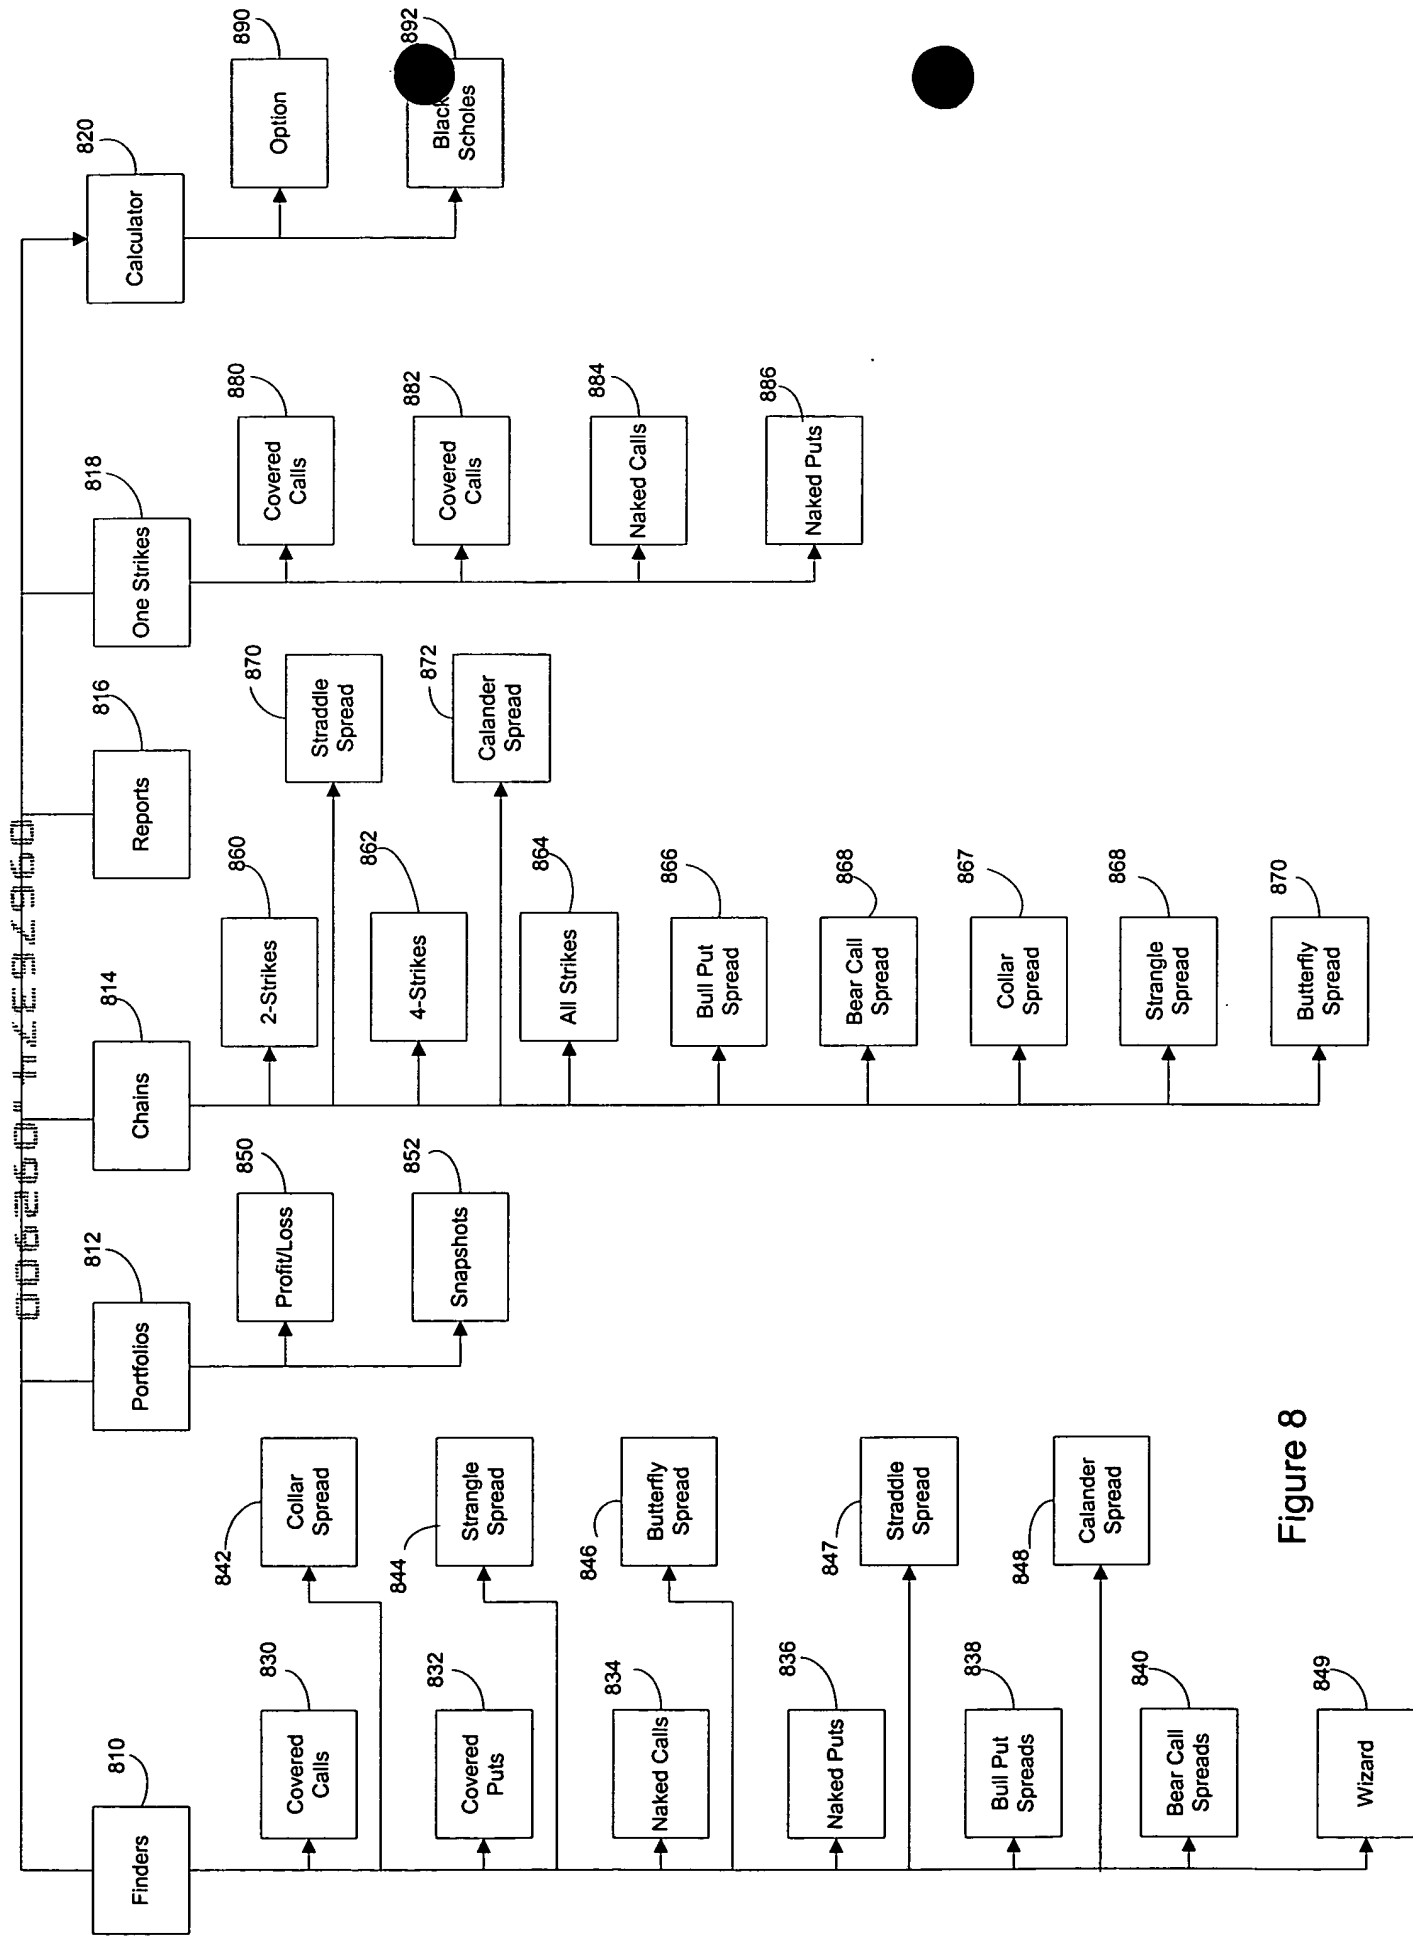 810
Finders
812
Portfolios
814
Chains
816
Reports
818
One Strikes
820
Calculator
830
Covered
Calls
832
Covered
Puts
834
Naked Calls
836
Naked Puts
838
Bull Put
Spreads
840
Bear Call
Spreads
849
Wizard
842
Collar
Spread
844
Strangle
Spread
846
Butterfly
Spread
847
Straddle
Spread
848
Calander
Spread
850
Profit/Loss
852
Snapshots
860
2-Strikes
862
4-Strikes
864
All Strikes
866
Bull Put
Spread
868
Bear Call
Spread
867
Collar
Spread
868
Strangle
Spread
870
Butterfly
Spread
870
Straddle
Spread
872
Calander
Spread
880
Covered
Calls
882
Covered
Calls
884
Naked Calls
886
Naked Puts
890
Option
892
Black
Scholes
Figure 8